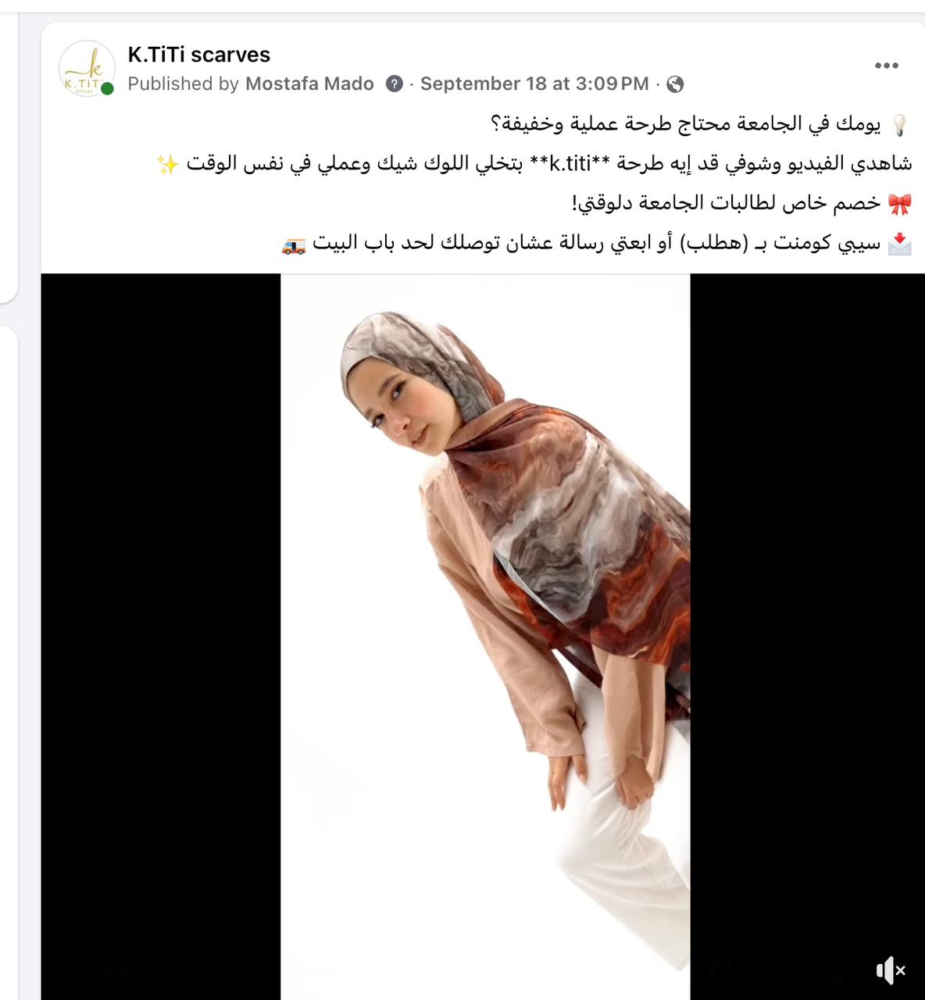 K.TiTi scarves
Published by Mostafa Mado · September 18 at 3:09 PM ·
K.TiTi
STYLES
💡 يومك في الجامعة محتاج طرحة عملية وخفيفة؟
شاهدي الفيديو وشوفي قد إيه طرحة **k.titi** بتخلي اللوك شيك وعملي في نفس الوقت ✨
🎀 خصم خاص لطالبات الجامعة دلوقتي!
📩 سيبي كومنت بـ (هطلب) أو ابعتي رسالة عشان توصلك لحد باب البيت 🚐